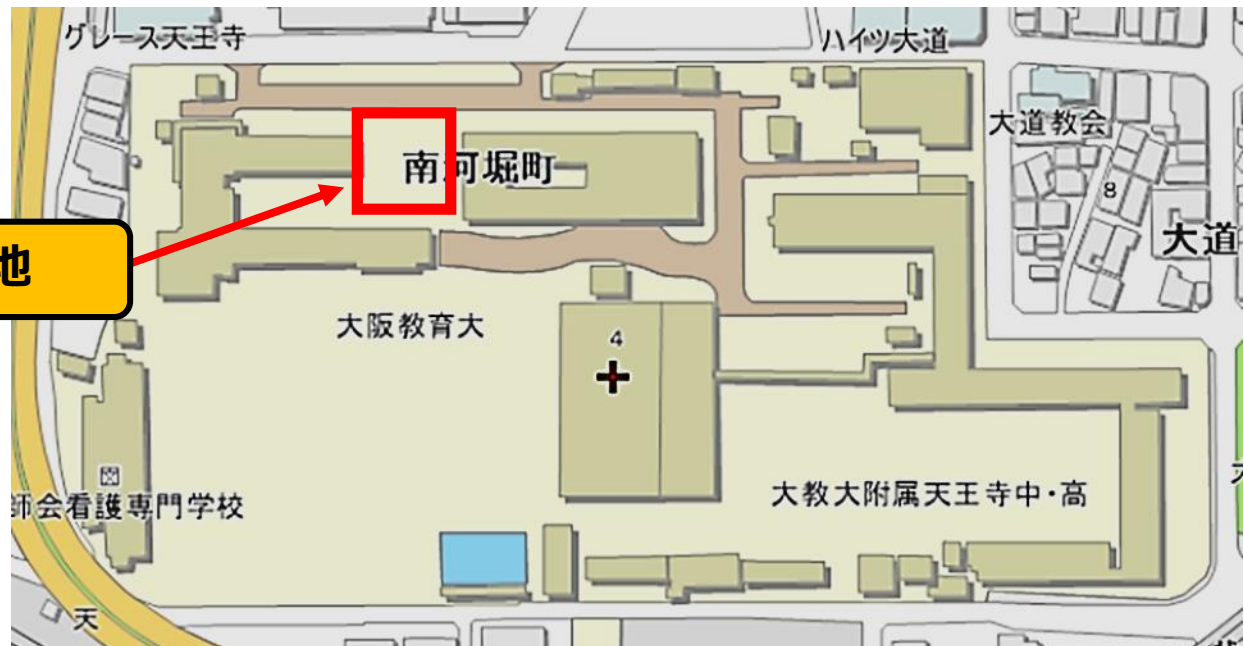 グレース天王寺
ハイツ大道
大道教会
南河堀町
8
大道
地
大阪教育大
4
師会看護専門学校
大教大附属天王寺中・高
天